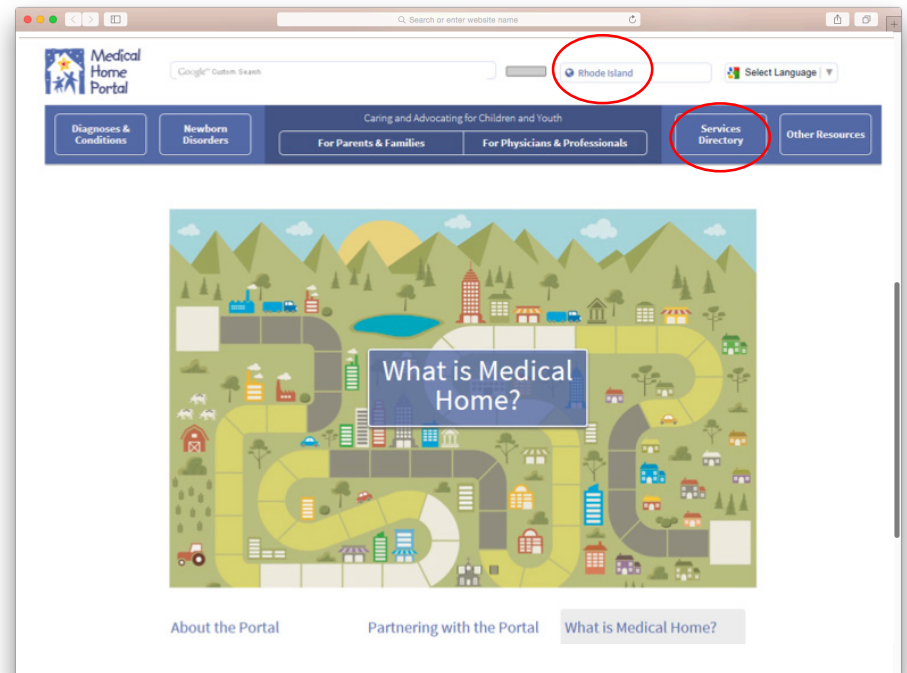 Search or enter website name
Medical
Home
Portal
Google™ Custom Search
Rhode Island
Select Language
Diagnoses &
Conditions
Newborn
Disorders
Caring and Advocating for Children and Youth
For Parents & Families
For Physicians & Professionals
Services
Directory
Other Resources
What is Medical
Home?
About the Portal
Partnering with the Portal
What is Medical Home?